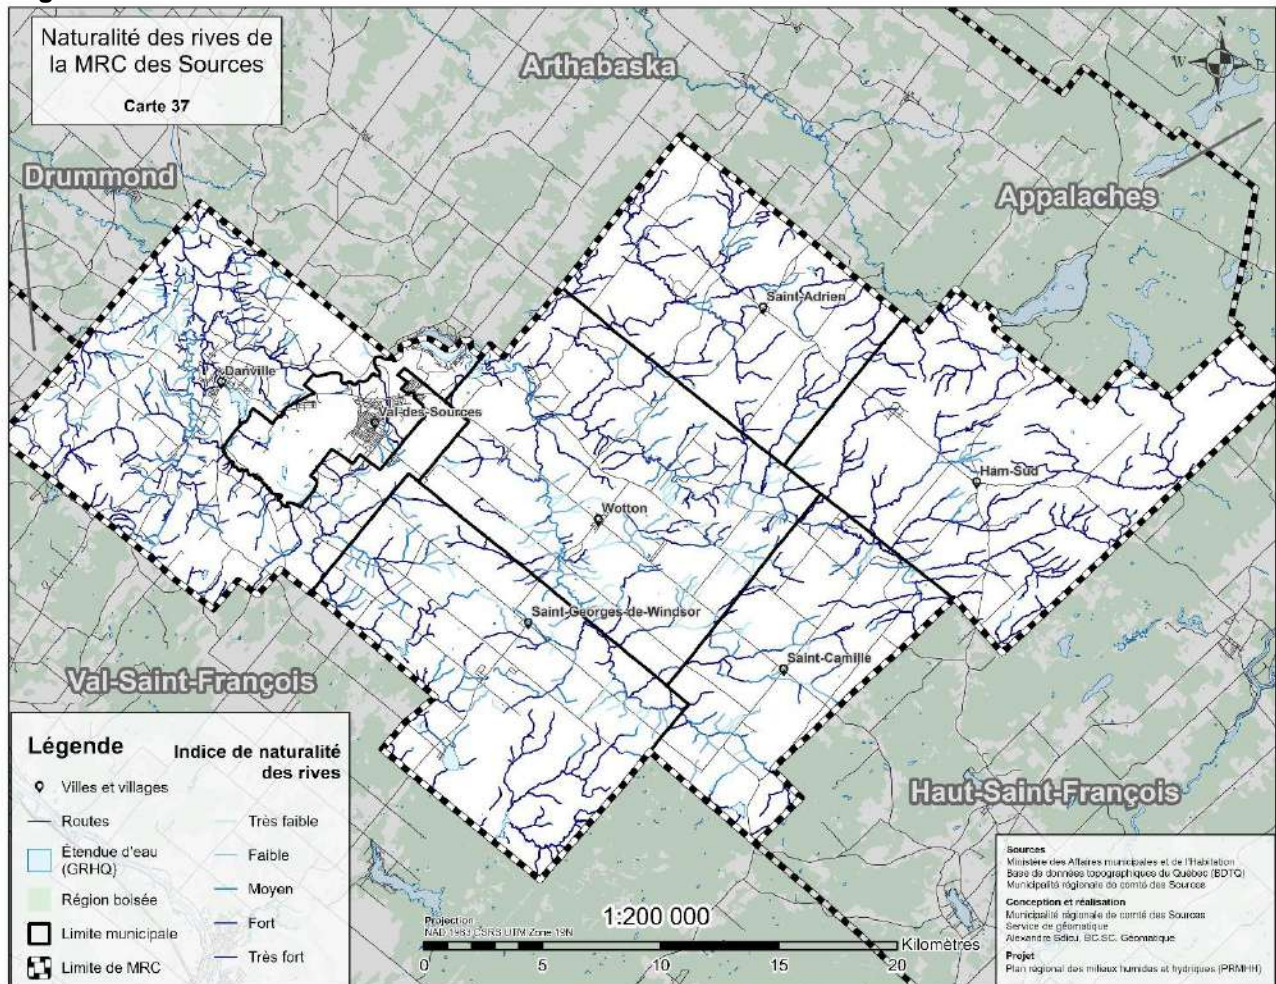 Naturalité des rives de
la MRC des Sources
Carte 37
N
W
E
S
Arthabaska
Drummond
Appalaches
Saint-Adrien
Danville
Val-des-Sources
Ham-Sud
Wotton
Saint-Georges-de-Windsor
Saint-Camille
Val-Saint-François
Haut-Saint-François
Légende
Villes et villages
Routes
Étendue d'eau
(GRHQ)
Région boisée
Limite municipale
Limite de MRC
Indice de naturalité
des rives
Très faible
Faible
Moyen
Fort
Très fort
Projection
NAD 1983 CSRS UTM Zone 19N
1:200 000
Kilomètres
0 5 10 15 20
Sources
Ministère des Affaires municipales et de l'Habitation
Base de données topographiques du Québec (BDTQ)
Municipalité régionale de comté des Sources
Conception et réalisation
Municipalité régionale de comté des Sources
Service de géomatique
Alexandre BC.SC. Géomatique
Projet
Plan régional des milieux humides et hydriques (PRMHH)